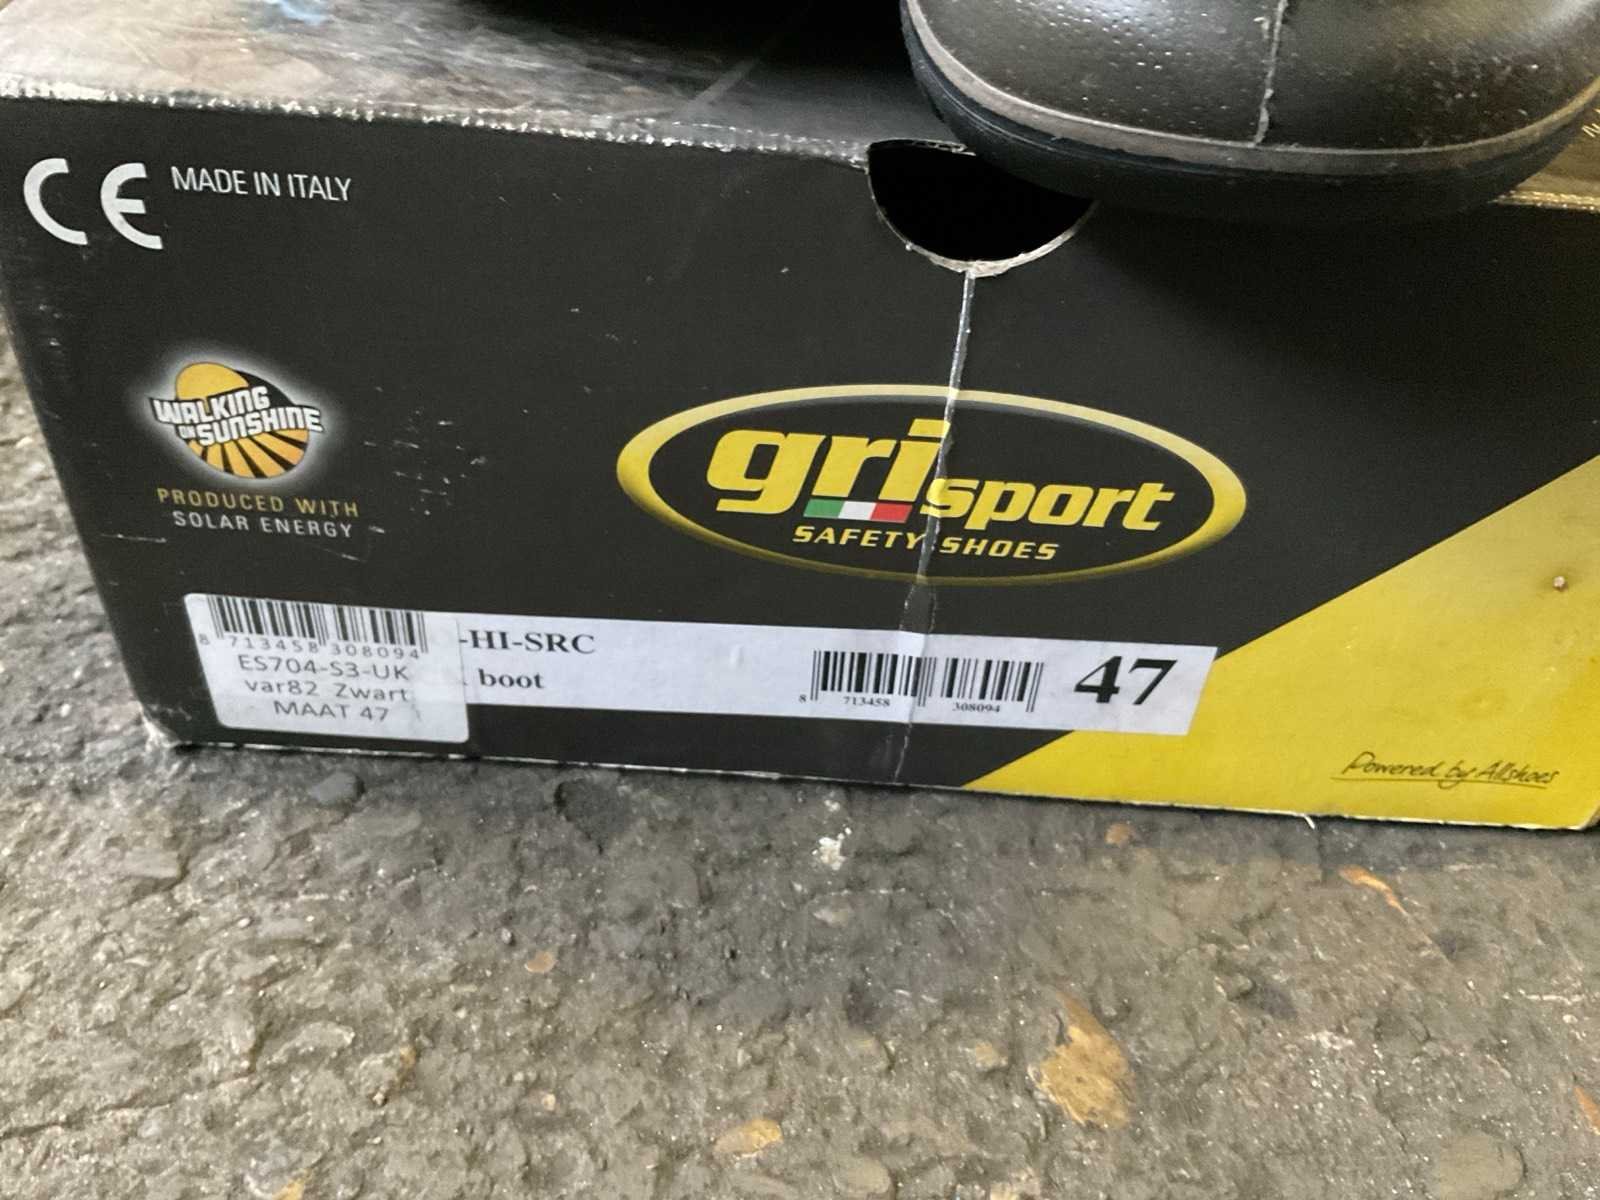 CE MADE IN ITALY
WALKING
ON SUNSHINE
PRODUCED WITH
SOLAR ENERGY
grisport
SAFETY SHOES
8 713458 308094
ES704-S3-UK
var82 Zwart
MAAT 47
-HI-SRC
boot
8 713458 308094
47
Powered by Allshoes